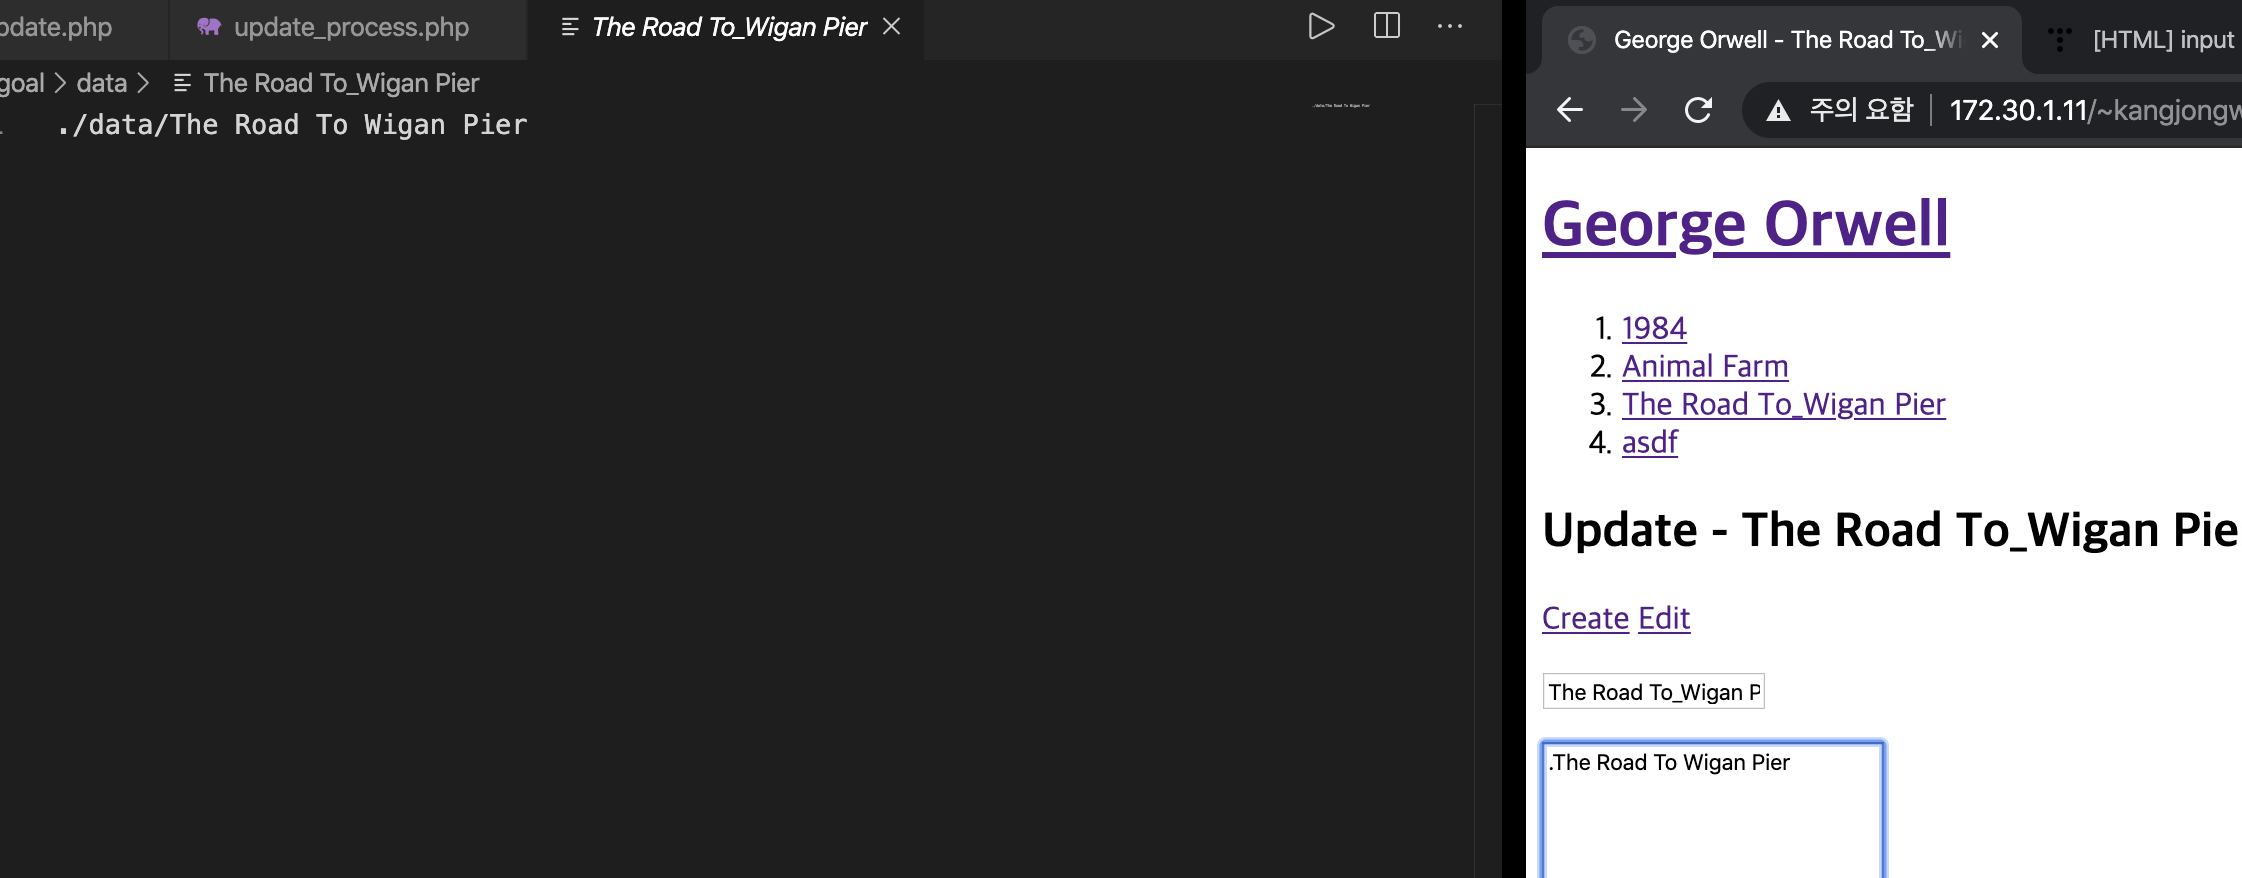 pdate.php update_process.php The Road To_Wigan Pier
goal > data > The Road To_Wigan Pier
./data/The Road To Wigan Pier
George Orwell - The Road To_Wi [HTML] input
주의 요함 172.30.1.11/~kangjongw
George Orwell
1. 1984
2. Animal Farm
3. The Road To_Wigan Pier
4. asdf
Update - The Road To_Wigan Pie
Create Edit
The Road To_Wigan P
.The Road To Wigan Pier